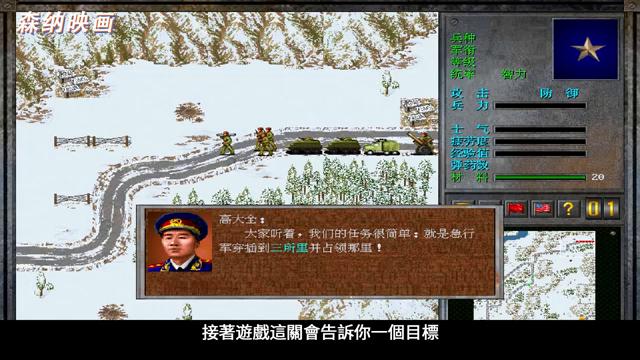 森纳映画
兵种
军衔
等级
统率 智力
攻击 防御
兵力
士气
疲劳度
经验值
弹药数
材料 20
? 01
高大全：
大家听着，我们的任务很简单：就是急行
军穿插到三所里并占领那里！
接著遊戲這關會告訴你一個目標